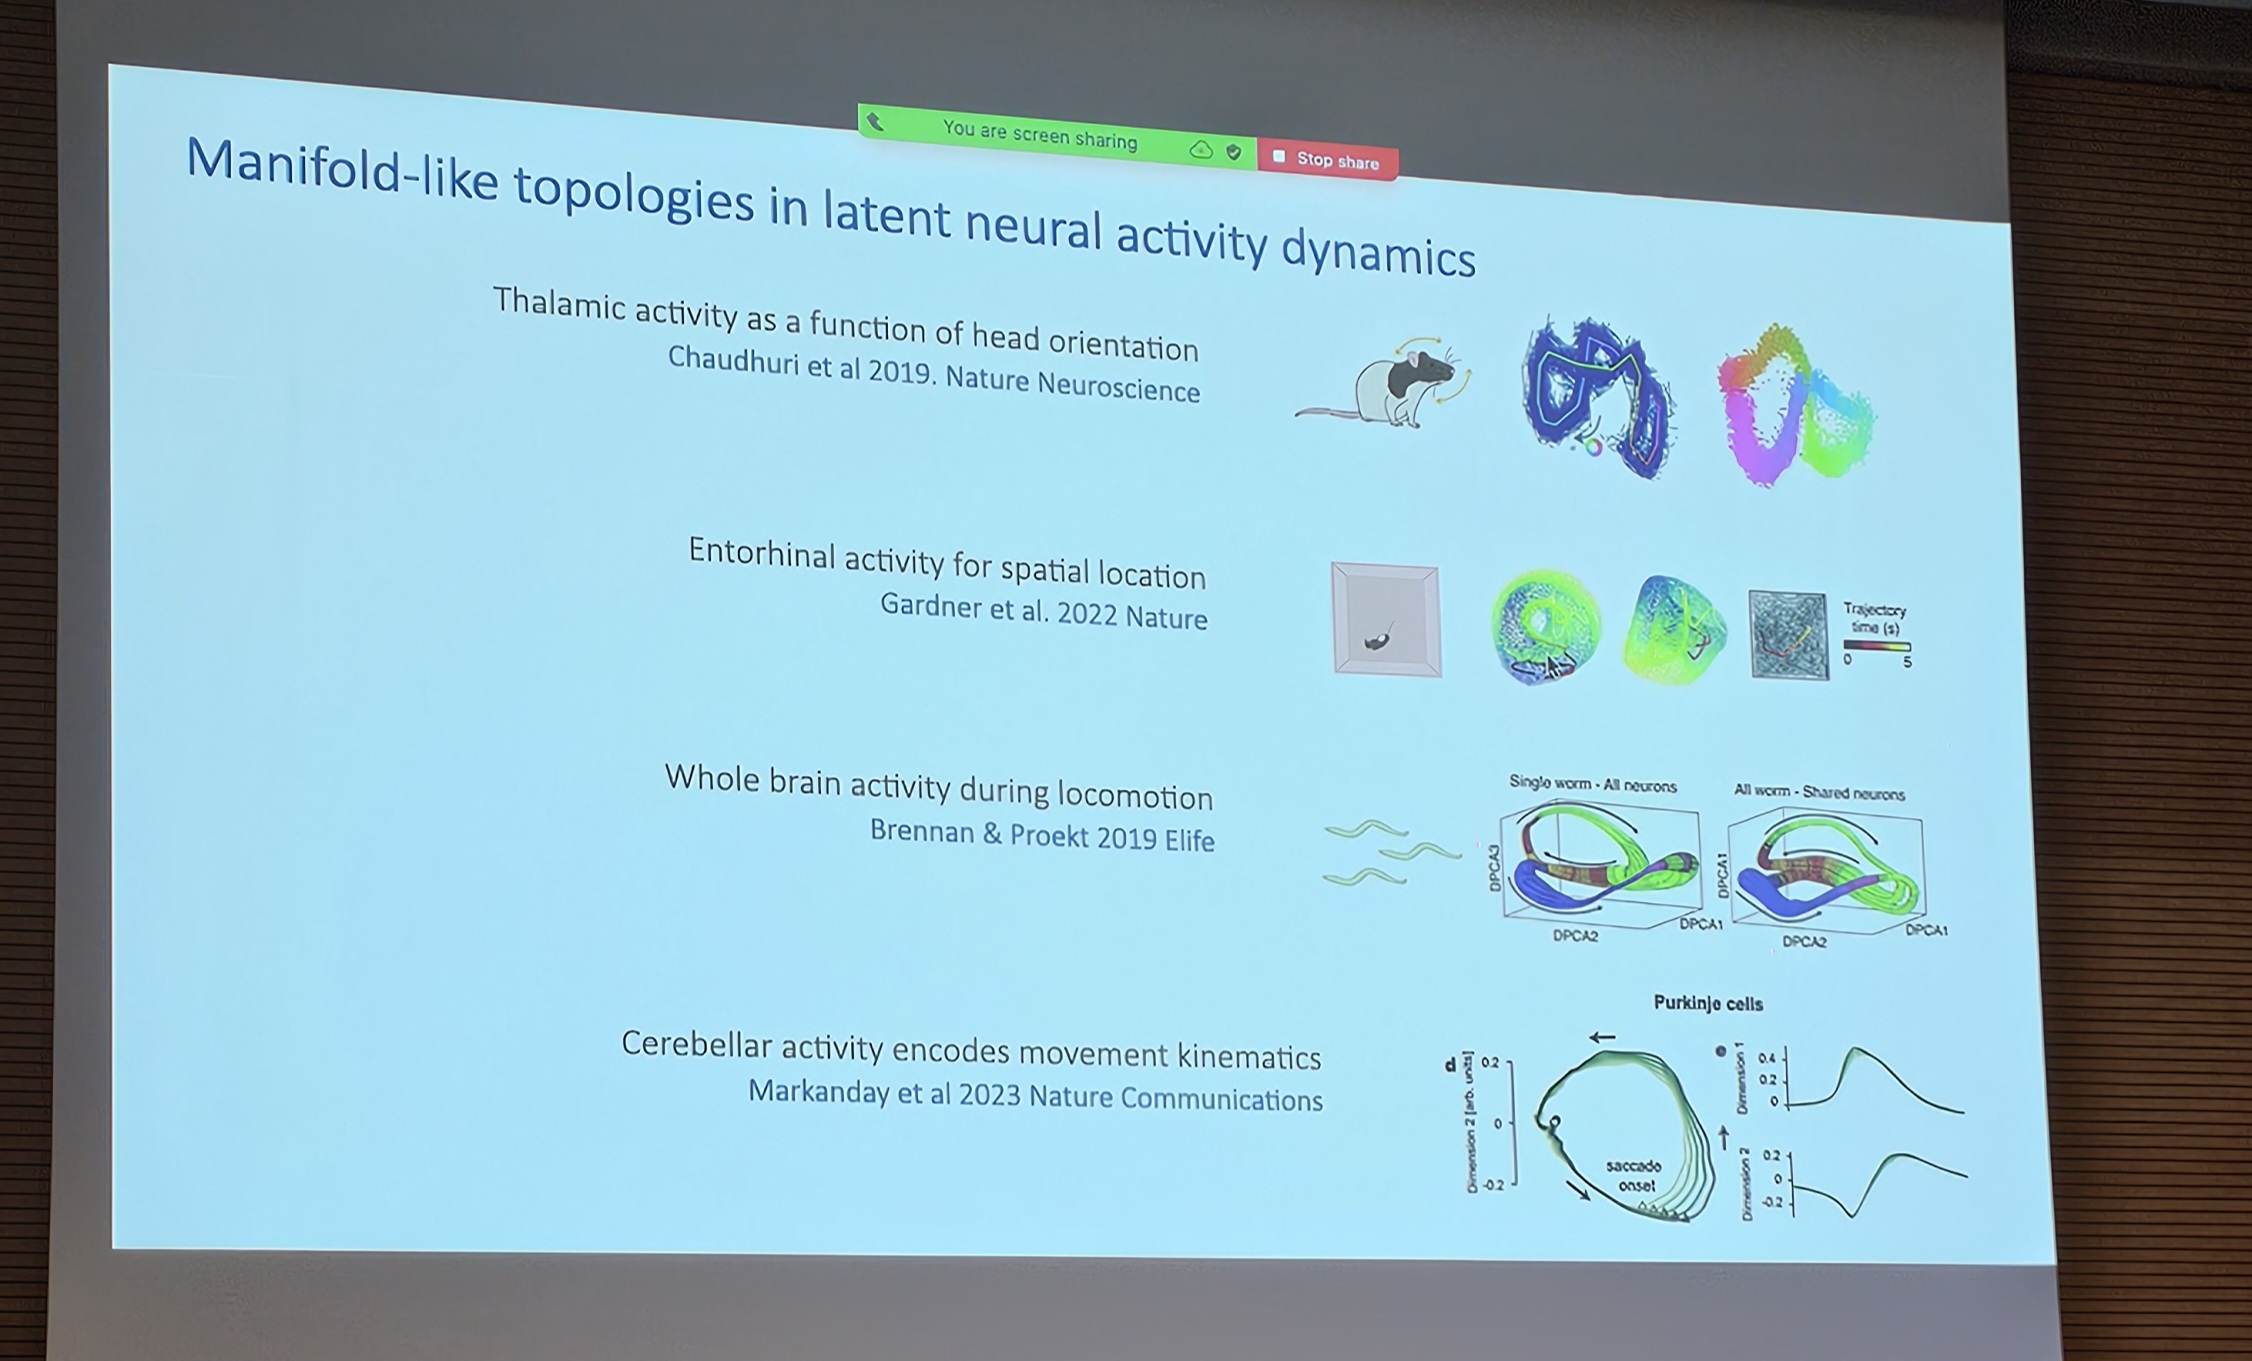 You are screen sharing
Stop share
Manifold-like topologies in latent neural activity dynamics
Thalamic activity as a function of head orientation
Chaudhuri et al 2019. Nature Neuroscience
Entorhinal activity for spatial location
Gardner et al. 2022 Nature
Trajectory
time (s)
0 5
Whole brain activity during locomotion
Brennan & Proekt 2019 Elife
Single worm - All neurons
DPCA3
DPCA2
DPCA1
All worm - Shared neurons
DPCA1
DPCA2
DPCA1
Cerebellar activity encodes movement kinematics
Markanday et al 2023 Nature Communications
Purkinje cells
d
Dimension 2 [arb. units]
0.2
0
-0.2
saccade
onset
e
Dimension 1
0.4
0.2
0
Dimension 2
0.2
0
-0.2